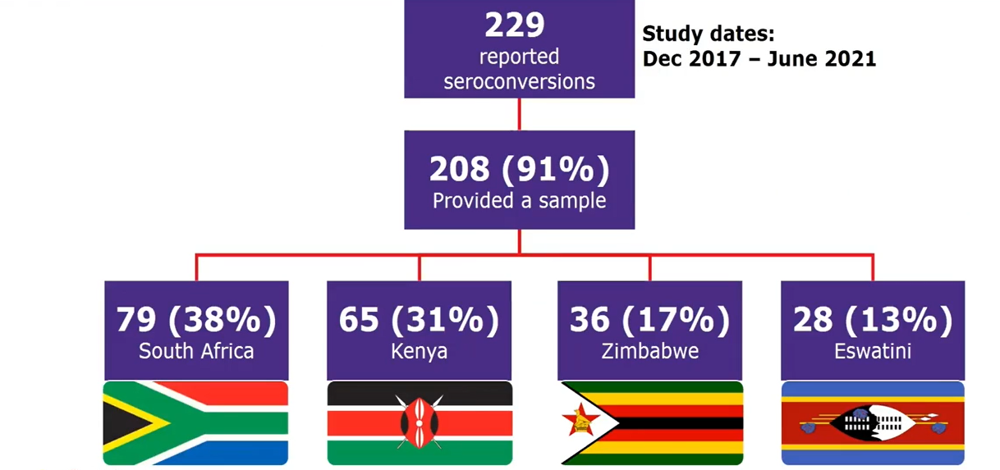 229
reported
seroconversions
Study dates:
Dec 2017 – June 2021
208 (91%)
Provided a sample
79 (38%)
South Africa
65 (31%)
Kenya
36 (17%)
Zimbabwe
28 (13%)
Eswatini